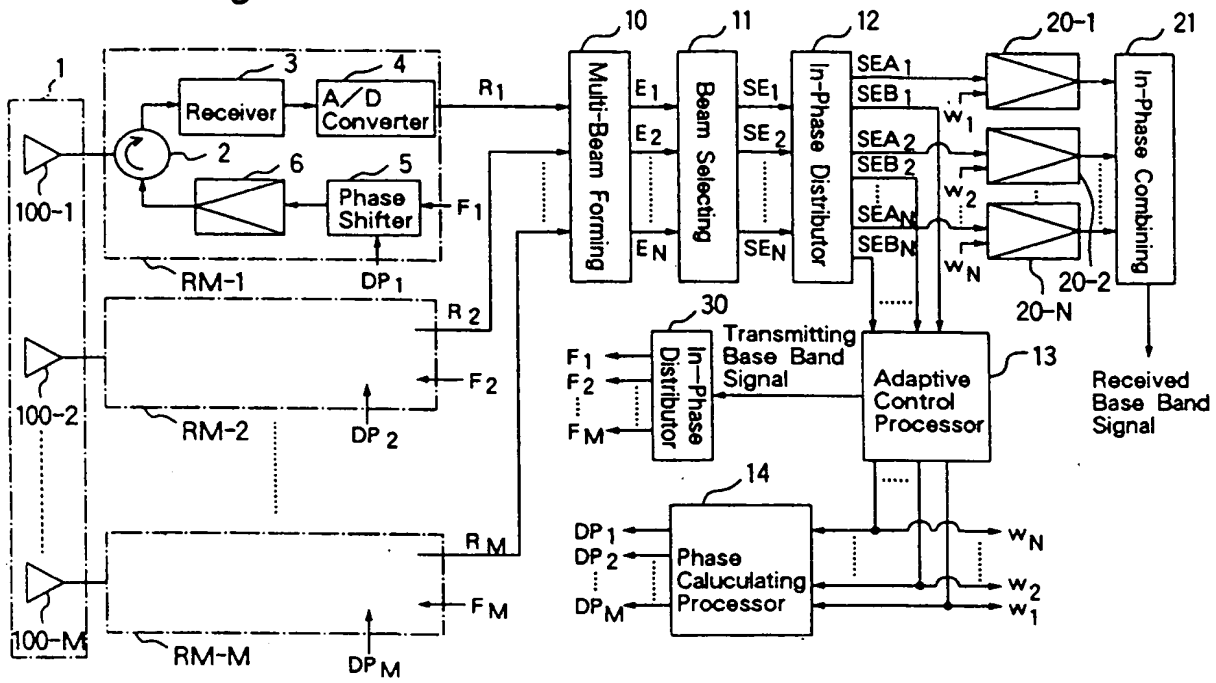 1
3
4
Receiver
A/D
Converter
R1
2
6
5
Phase
Shifter
F1
100-1
RM-1
DP1
10
Multi-Beam Forming
E1
E2
EN
11
Beam Selecting
SE1
SE2
SEN
12
In-Phase Distributor
SEA1
SEB1
SEA2
SEB2
SEAN
SEBN
20-1
w1
w2
wN
20-2
20-N
21
In-Phase Combining
Received
Base Band
Signal
R2
F2
100-2
RM-2
DP2
30
F1
F2
FM
In-Phase
Distributor
Transmitting
Base Band
Signal
13
Adaptive
Control
Processor
14
DP1
DP2
DPM
Phase
Caluculating
Processor
wN
w2
w1
RM
FM
100-M
RM-M
DPM